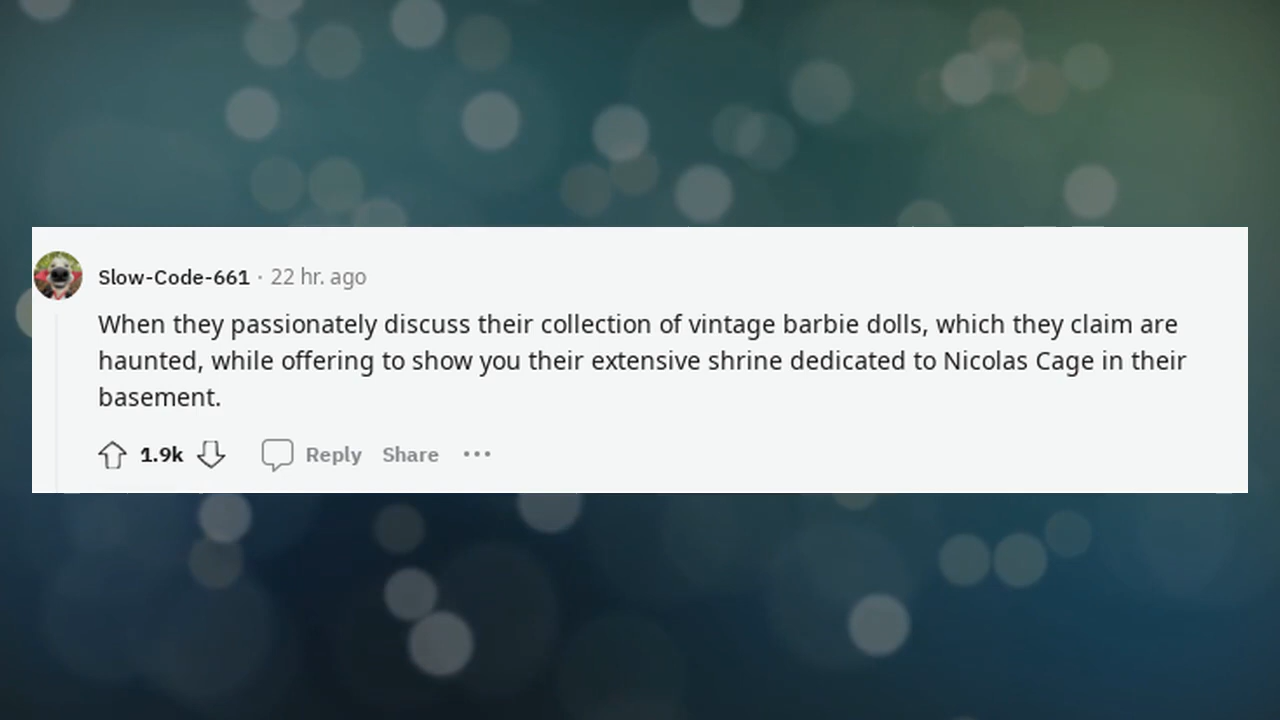 Slow-Code-661 · 22 hr. ago
When they passionately discuss their collection of vintage barbie dolls, which they claim are
haunted, while offering to show you their extensive shrine dedicated to Nicolas Cage in their
basement.
1.9k Reply Share •••